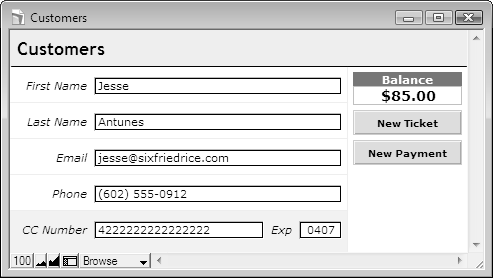 Customers
Customers
First Name Jesse
Last Name Antunes
Email jesse@sixfriedrice.com
Phone (602) 555-0912
CC Number 4222222222222222 Exp 0407
Balance
$85.00
New Ticket
New Payment
100 Browse